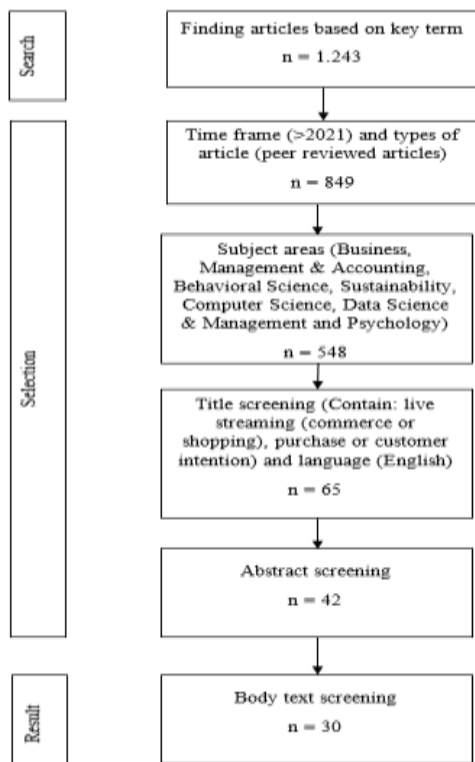 Search
Finding articles based on key term
n = 1.243
Selection
Time frame (>2021) and types of
article (peer reviewed articles)
n = 849
Subject areas (Business,
Management & Accounting,
Behavioral Science, Sustainability,
Computer Science, Data Science
& Management and Psychology)
n = 548
Title screening (Contain: live
streaming (commerce or
shopping), purchase or customer
intention) and language (English)
n = 65
Abstract screening
n = 42
Result
Body text screening
n = 30